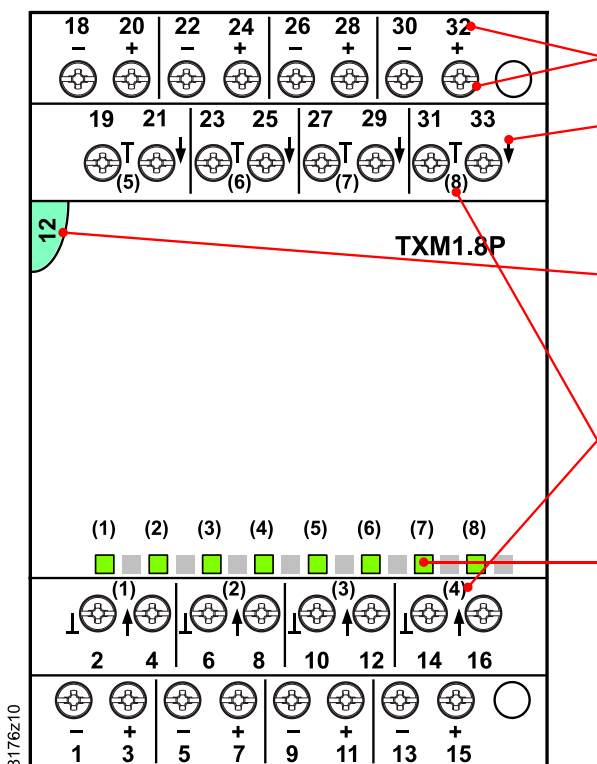 18 20 22 24 26 28 30 32
− + − + − + − +
19 21 23 25 27 29 31 33
(5) (6) (7) (8)
12
TXM1.8P
(1) (2) (3) (4) (5) (6) (7) (8)
(1) (2) (3) (4)
2 4 6 8 10 12 14 16
− + − + − + − +
1 3 5 7 9 11 13 15
3176z10